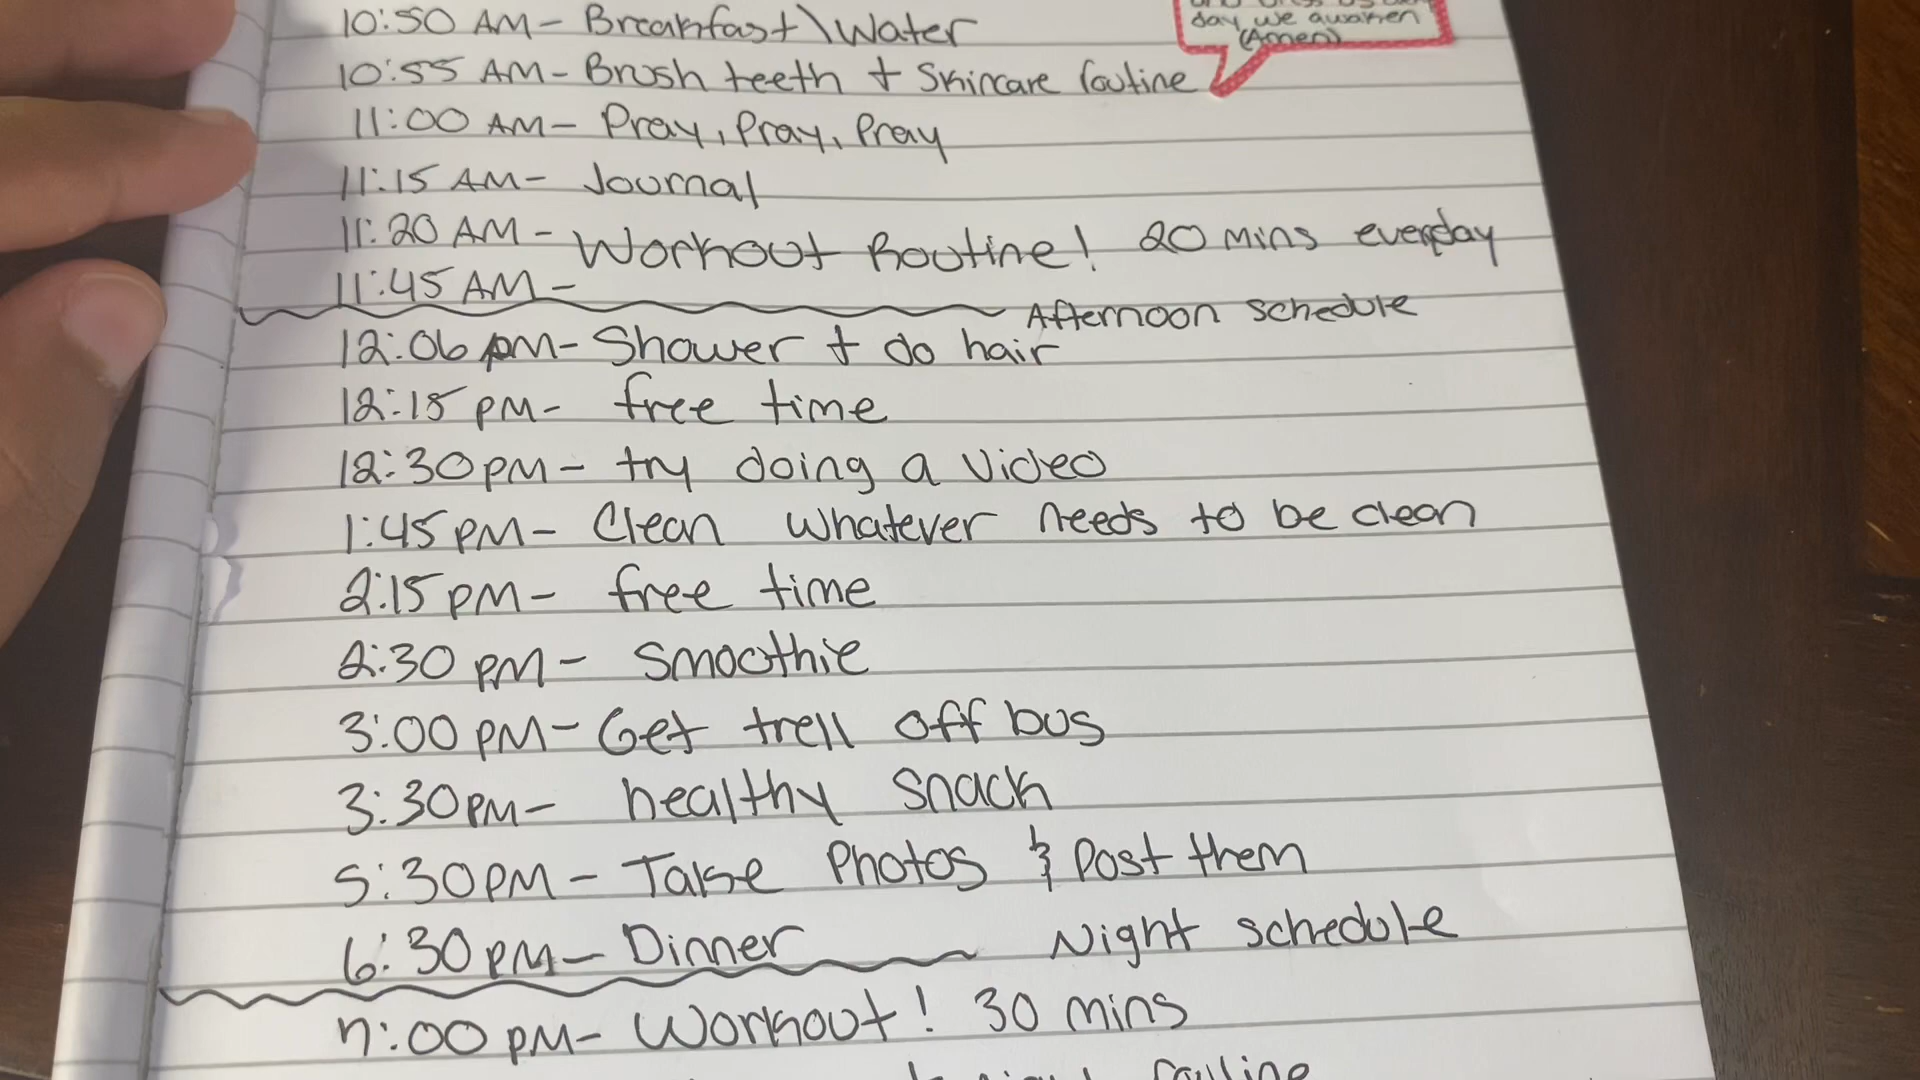 day we awaken
(Amen)
10:50 AM- Breakfast\Water
10:55 AM- Brush teeth + Skincare routine
11:00 AM- Pray, Pray, Pray
11:15 AM- Journal
11:20 AM- Workout Routine! 20 mins everyday
11:45 AM-
Afternoon schedule
12:06 pm- Shower + do hair
12:15 pm- free time
12:30 pm- try doing a video
1:45 pm- Clean whatever needs to be clean
2:15 pm- free time
2:30 pm- Smoothie
3:00 pm- Get trell off bus
3:30 pm- healthy snack
5:30 pm- Take Photos & Post them
6:30 pm- Dinner
Night schedule
7:00 pm- Workout! 30 mins